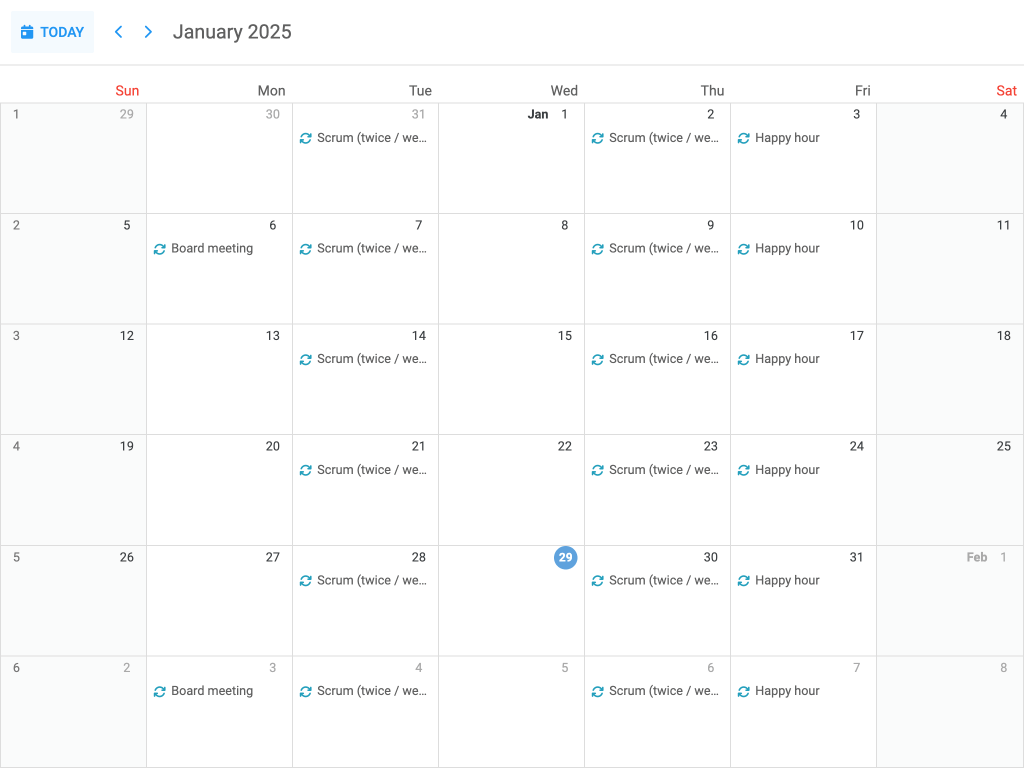 TODAY January 2025
Sun Mon Tue Wed Thu Fri Sat
1 29 30 31 Jan 1 2 3 4
Scrum (twice / we... Scrum (twice / we... Happy hour
2 5 6 7 8 9 10 11
Board meeting Scrum (twice / we... Scrum (twice / we... Happy hour
3 12 13 14 15 16 17 18
Scrum (twice / we... Scrum (twice / we... Happy hour
4 19 20 21 22 23 24 25
Scrum (twice / we... Scrum (twice / we... Happy hour
5 26 27 28 29 30 31 Feb 1
Scrum (twice / we... Scrum (twice / we... Happy hour
6 2 3 4 5 6 7 8
Board meeting Scrum (twice / we... Scrum (twice / we... Happy hour